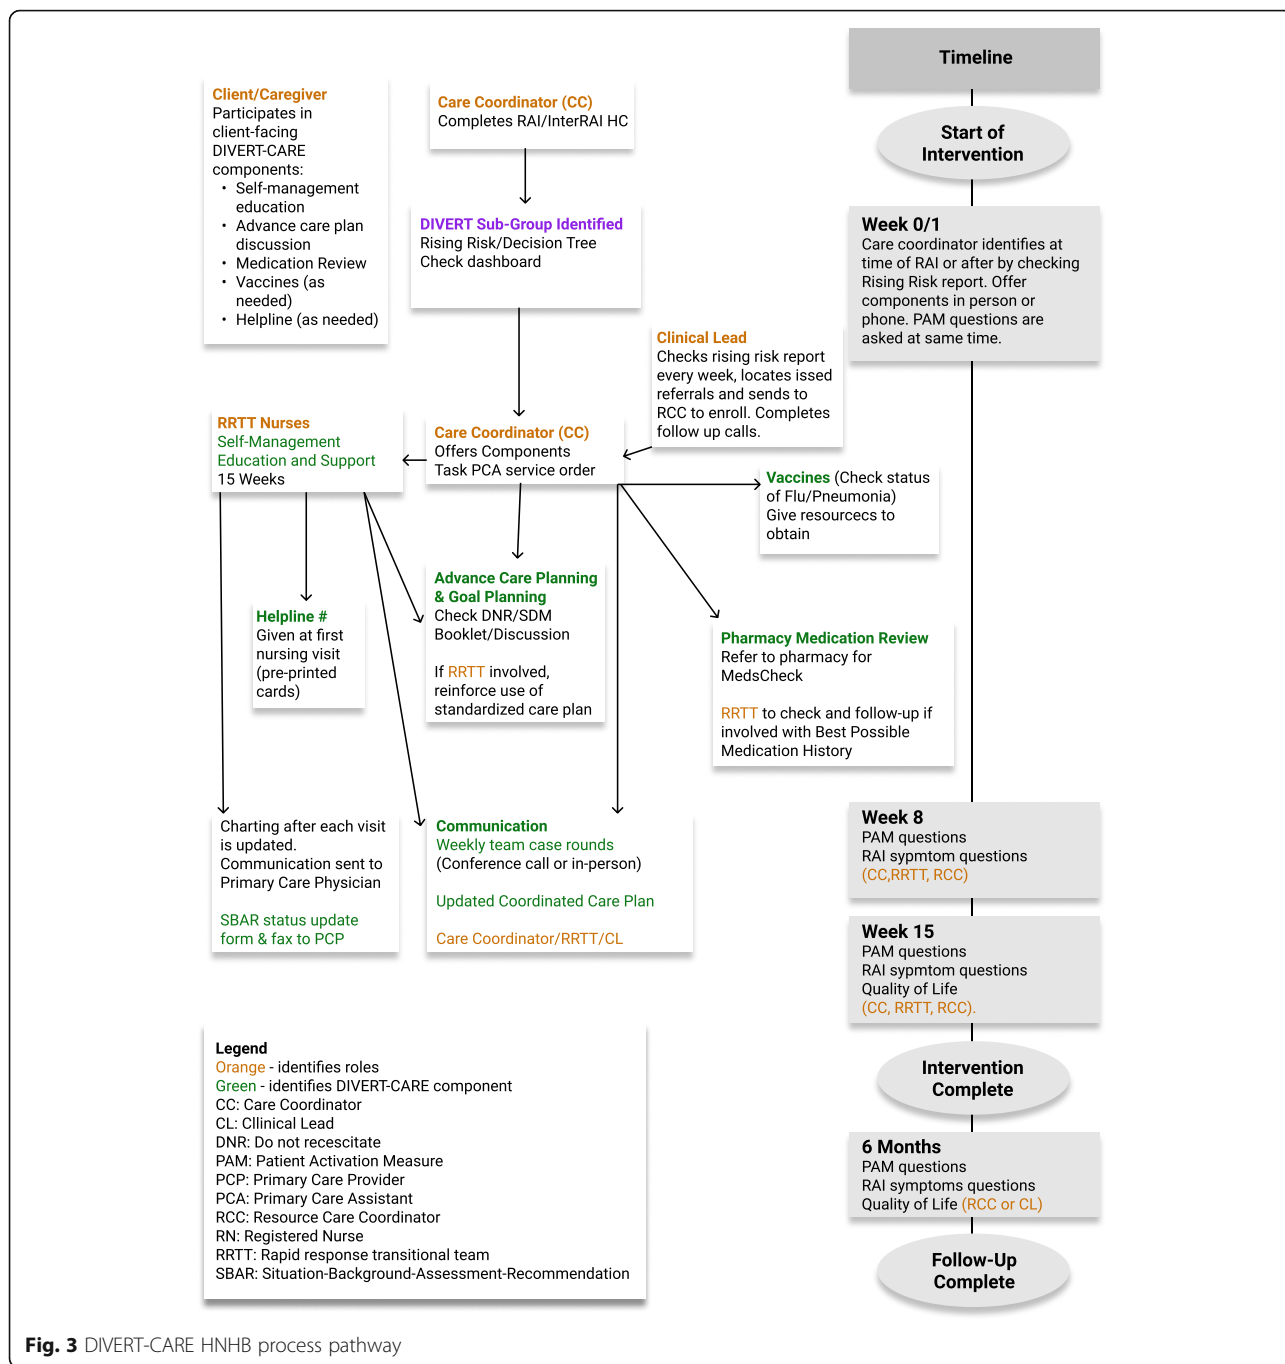 Timeline
Start of
Intervention
Client/Caregiver
Participates in
client-facing
DIVERT-CARE
components:
• Self-management
education
• Advance care plan
discussion
• Medication Review
• Vaccines (as
needed)
• Helpline (as needed)
Care Coordinator (CC)
Completes RAI/InterRAI HC
DIVERT Sub-Group Identified
Rising Risk/Decision Tree
Check dashboard
Week 0/1
Care coordinator identifies at
time of RAI or after by checking
Rising Risk report. Offer
components in person or
phone. PAM questions are
asked at same time.
Clinical Lead
Checks rising risk report
every week, locates issed
referrals and sends to
RCC to enroll. Completes
follow up calls.
RRTT Nurses
Self-Management
Education and Support
15 Weeks
Care Coordinator (CC)
Offers Components
Task PCA service order
Vaccines (Check status
of Flu/Pneumonia)
Give resourcecs to
obtain
Helpline #
Given at first
nursing visit
(pre-printed
cards)
Advance Care Planning
& Goal Planning
Check DNR/SDM
Booklet/Discussion
If RRTT involved,
reinforce use of
standardized care plan
Pharmacy Medication Review
Refer to pharmacy for
MedsCheck
RRTT to check and follow-up if
involved with Best Possible
Medication History
Charting after each visit
is updated.
Communication sent to
Primary Care Physician
SBAR status update
form & fax to PCP
Communication
Weekly team case rounds
(Conference call or in-person)
Updated Coordinated Care Plan
Care Coordinator/RRTT/CL
Week 8
PAM questions
RAI sypmtom questions
(CC,RRTT, RCC)
Week 15
PAM questions
RAI sypmtom questions
Quality of Life
(CC, RRTT, RCC).
Intervention
Complete
6 Months
PAM questions
RAI symptoms questions
Quality of Life (RCC or CL)
Follow-Up
Complete
Legend
Orange - identifies roles
Green - identifies DIVERT-CARE component
CC: Care Coordinator
CL: Cllinical Lead
DNR: Do not recescitate
PAM: Patient Activation Measure
PCP: Primary Care Provider
PCA: Primary Care Assistant
RCC: Resource Care Coordinator
RN: Registered Nurse
RRTT: Rapid response transitional team
SBAR: Situation-Background-Assessment-Recommendation
Fig. 3 DIVERT-CARE HNHB process pathway